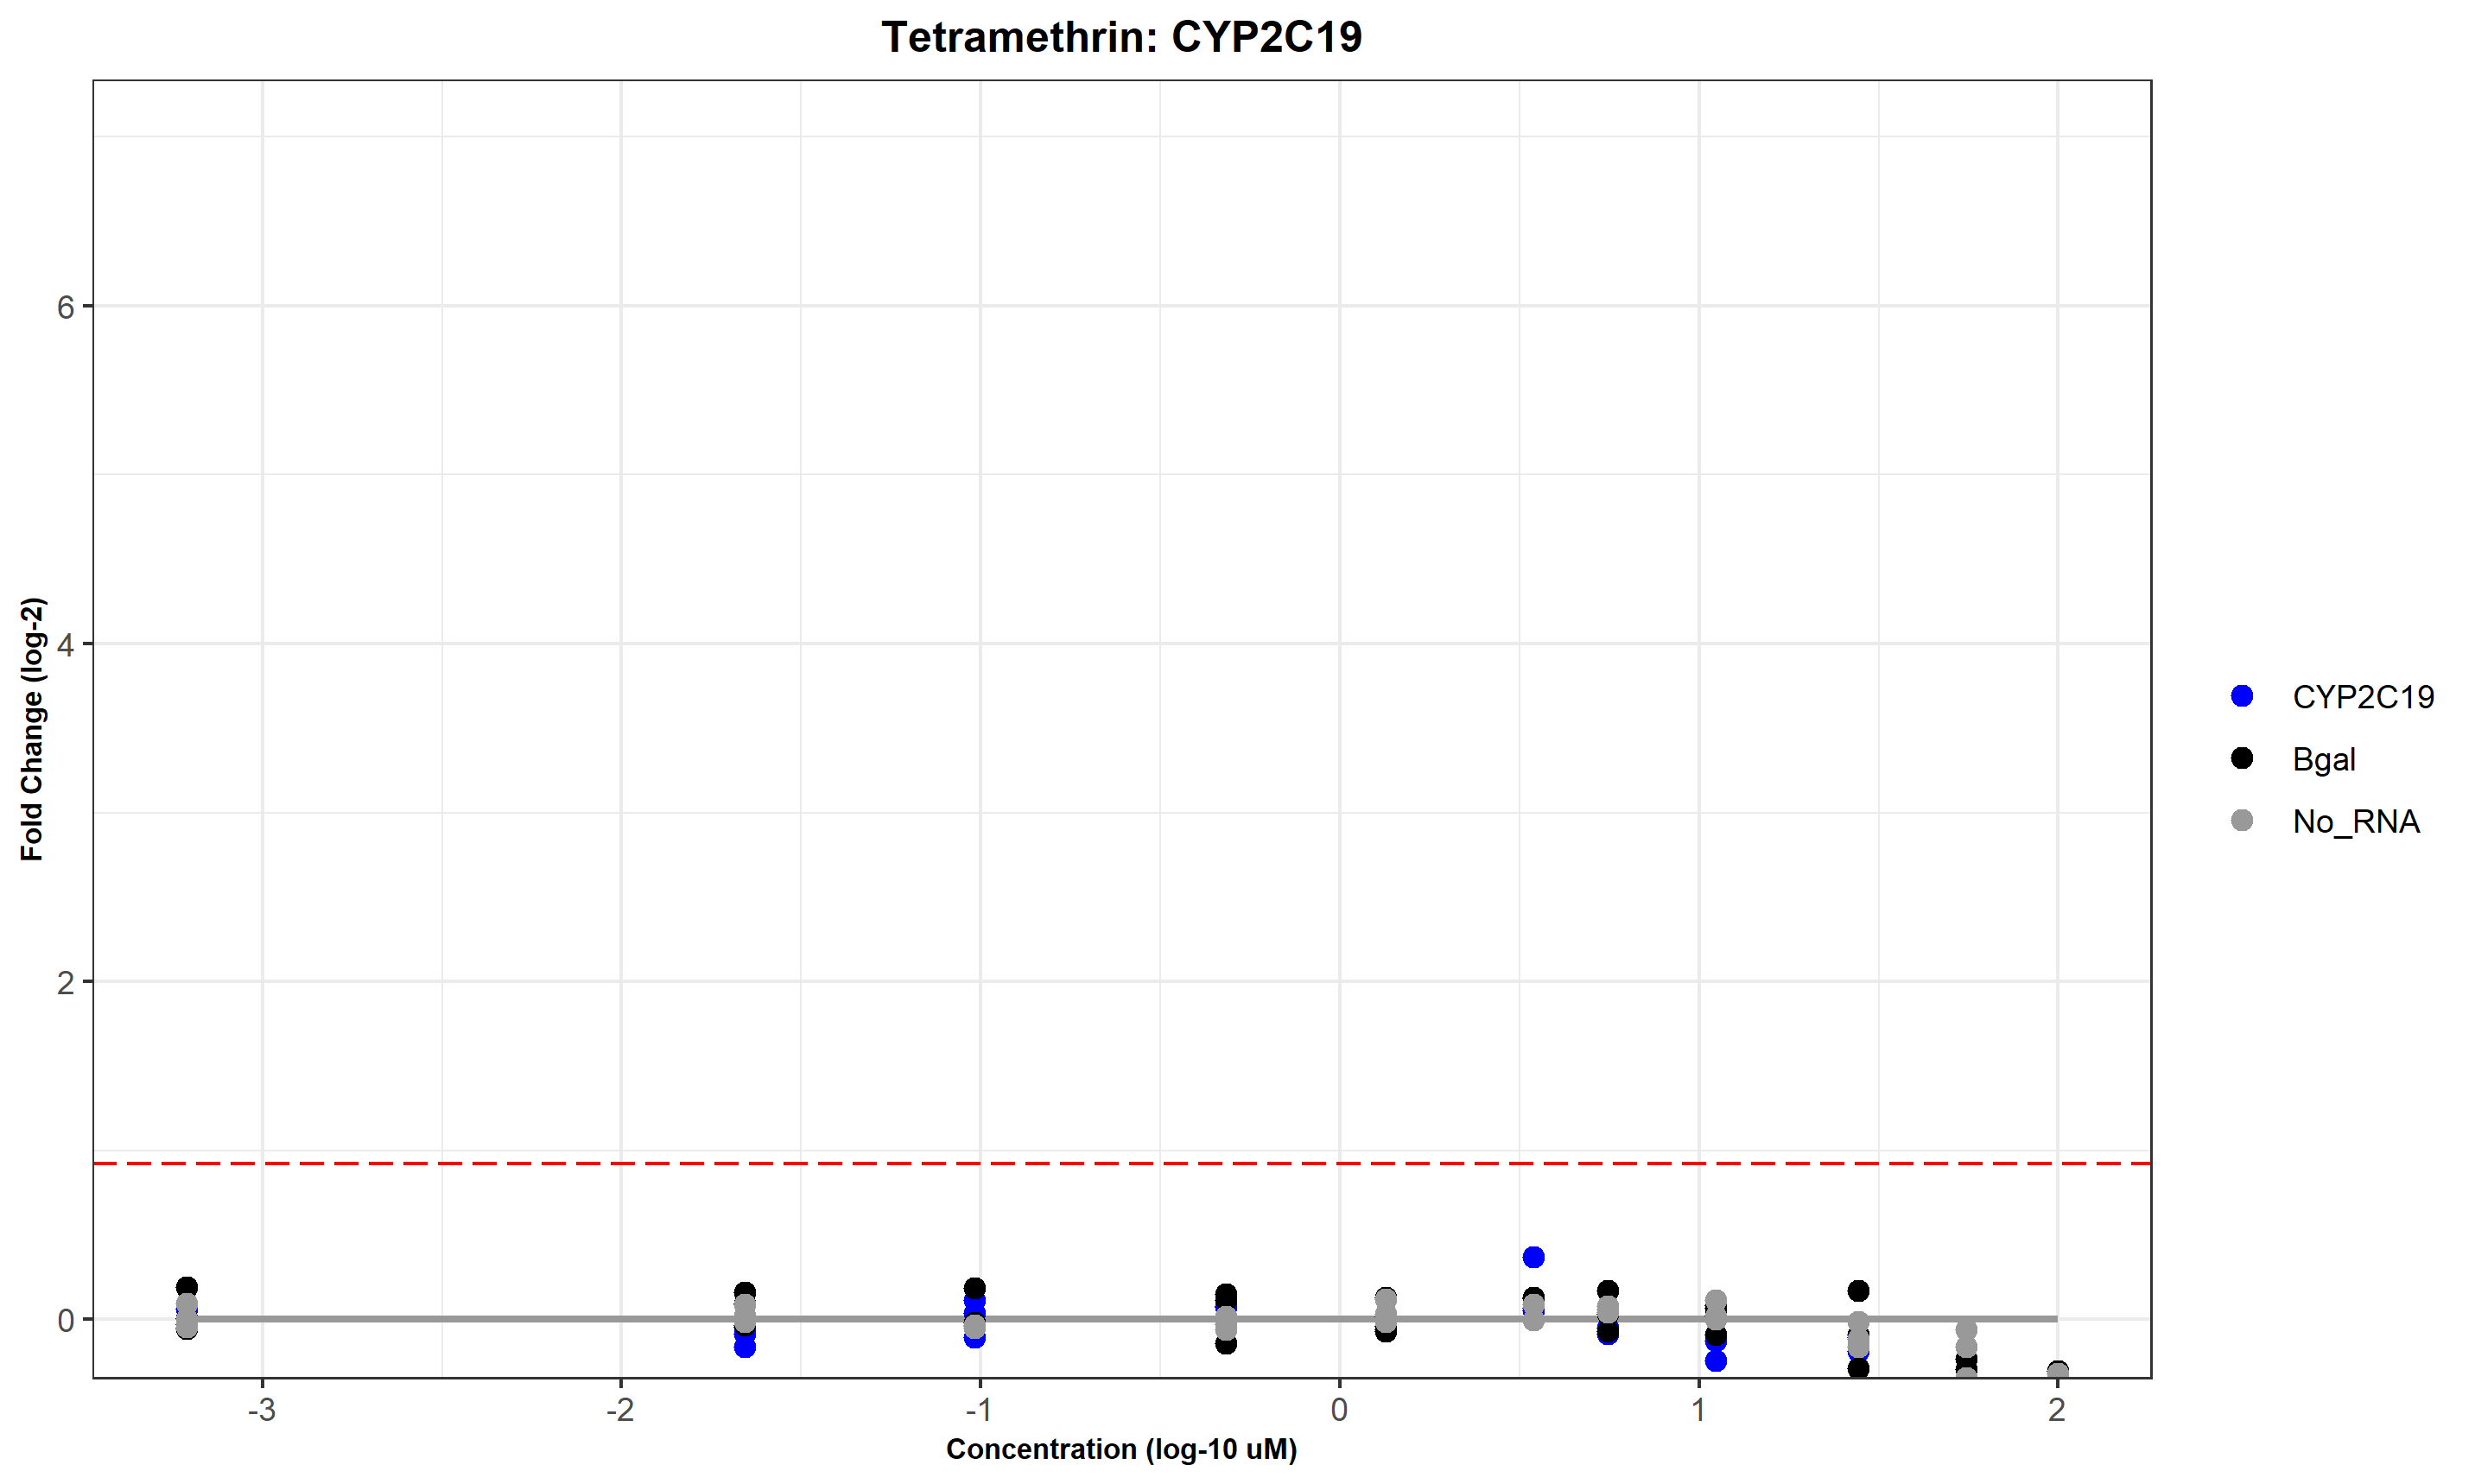 Tetramethrin: CYP2C19
Fold Change (log-2)
6
4
2
0
-3
-2
-1
0
1
2
Concentration (log-10 uM)
CYP2C19
Bgal
No_RNA